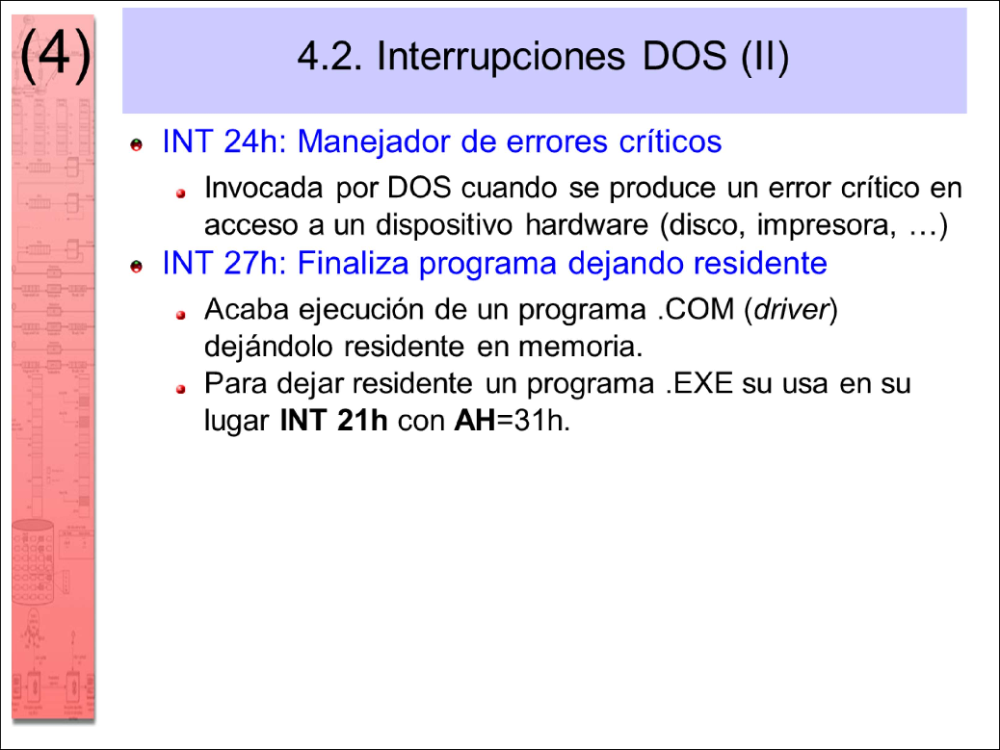 (4)
4.2. Interrupciones DOS (II)
INT 24h: Manejador de errores críticos
Invocada por DOS cuando se produce un error crítico en
acceso a un dispositivo hardware (disco, impresora, …)
INT 27h: Finaliza programa dejando residente
Acaba ejecución de un programa .COM (driver)
dejándolo residente en memoria.
Para dejar residente un programa .EXE su usa en su
lugar INT 21h con AH=31h.